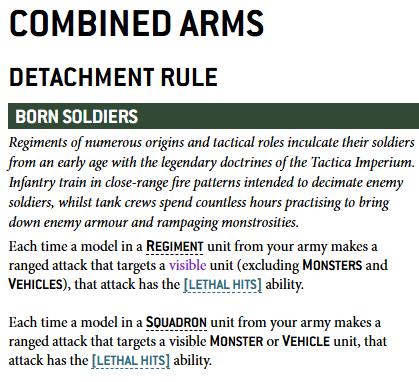 COMBINED ARMS
DETACHMENT RULE
BORN SOLDIERS
Regiments of numerous origins and tactical roles inculcate their soldiers
from an early age with the legendary doctrines of the Tactica Imperium.
Infantry train in close-range fire patterns intended to decimate enemy
soldiers, whilst tank crews spend countless hours practising to bring
down enemy armour and rampaging monstrosities.
Each time a model in a REGIMENT unit from your army makes a
ranged attack that targets a visible unit (excluding MONSTERS and
VEHICLES), that attack has the [LETHAL HITS] ability.
Each time a model in a SQUADRON unit from your army makes a
ranged attack that targets a visible MONSTER or VEHICLE unit, that
attack has the [LETHAL HITS] ability.